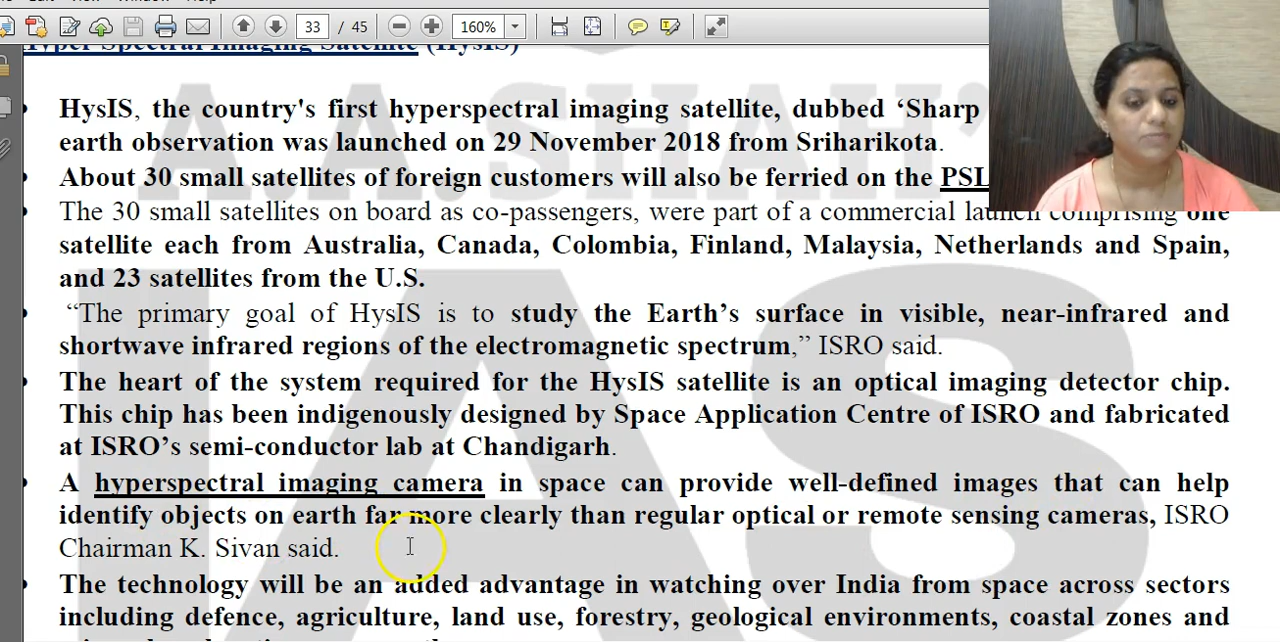 33 / 45 160%
Hyper Spectral Imaging Satellite (HysIS)
HysIS, the country's first hyperspectral imaging satellite, dubbed ‘Sharp
earth observation was launched on 29 November 2018 from Sriharikota.
About 30 small satellites of foreign customers will also be ferried on the PSL
The 30 small satellites on board as co-passengers, were part of a commercial launch comprising one
satellite each from Australia, Canada, Colombia, Finland, Malaysia, Netherlands and Spain,
and 23 satellites from the U.S.
“The primary goal of HysIS is to study the Earth’s surface in visible, near-infrared and
shortwave infrared regions of the electromagnetic spectrum,” ISRO said.
The heart of the system required for the HysIS satellite is an optical imaging detector chip.
This chip has been indigenously designed by Space Application Centre of ISRO and fabricated
at ISRO’s semi-conductor lab at Chandigarh.
A hyperspectral imaging camera in space can provide well-defined images that can help
identify objects on earth far more clearly than regular optical or remote sensing cameras, ISRO
Chairman K. Sivan said.
The technology will be an added advantage in watching over India from space across sectors
including defence, agriculture, land use, forestry, geological environments, coastal zones and
A.A.SHAH'
IAS